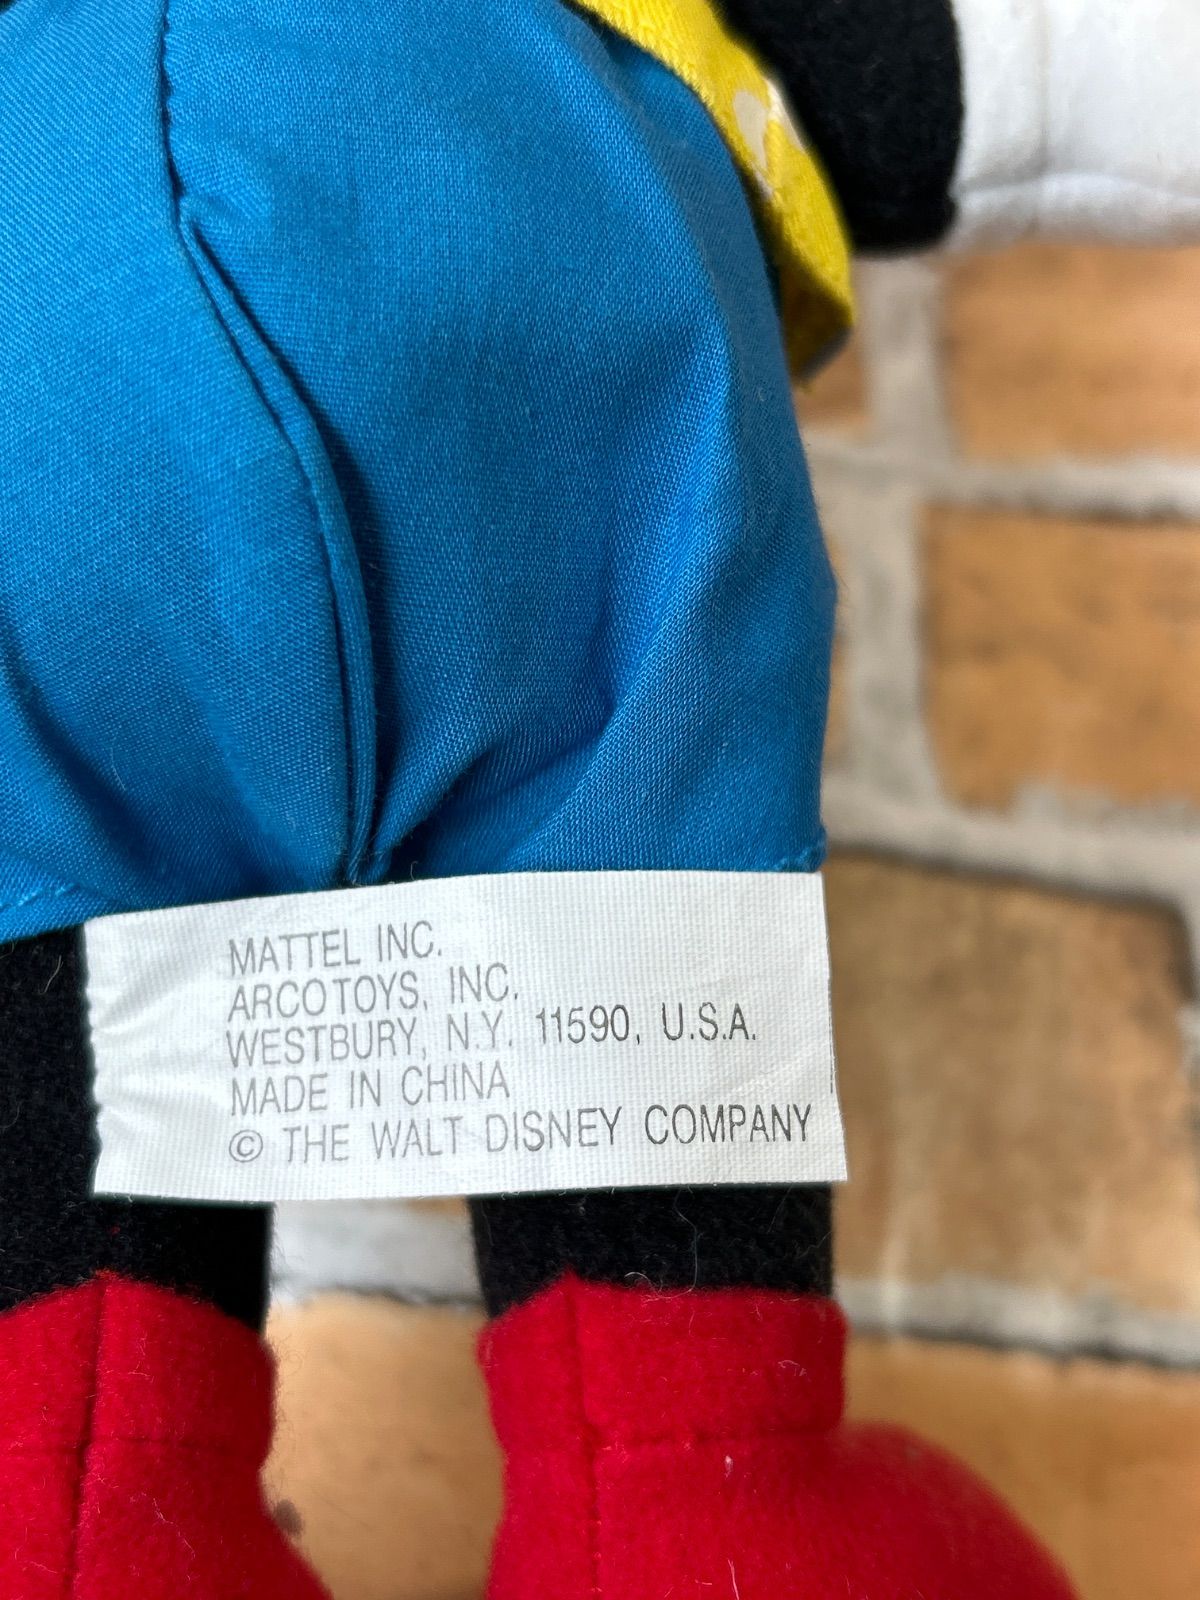 MATTEL INC.
ARCOTOYS, INC.
WESTBURY, N.Y. 11590, U.S.A.
MADE IN CHINA
© THE WALT DISNEY COMPANY